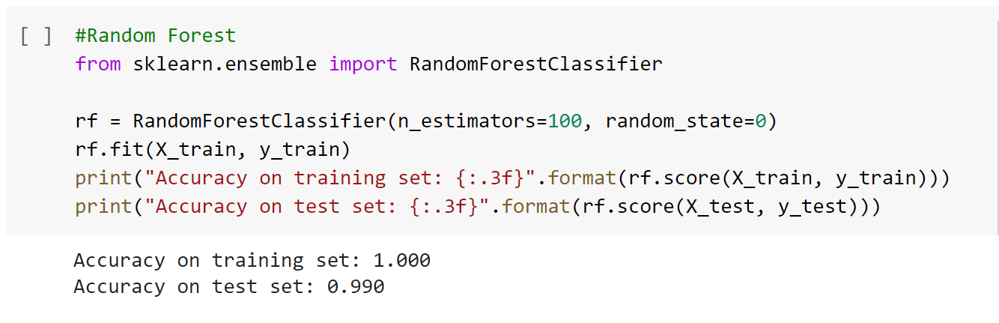 [ ] #Random Forest
from sklearn.ensemble import RandomForestClassifier
rf = RandomForestClassifier(n_estimators=100, random_state=0)
rf.fit(X_train, y_train)
print("Accuracy on training set: {:.3f}".format(rf.score(X_train, y_train)))
print("Accuracy on test set: {:.3f}".format(rf.score(X_test, y_test)))
Accuracy on training set: 1.000
Accuracy on test set: 0.990